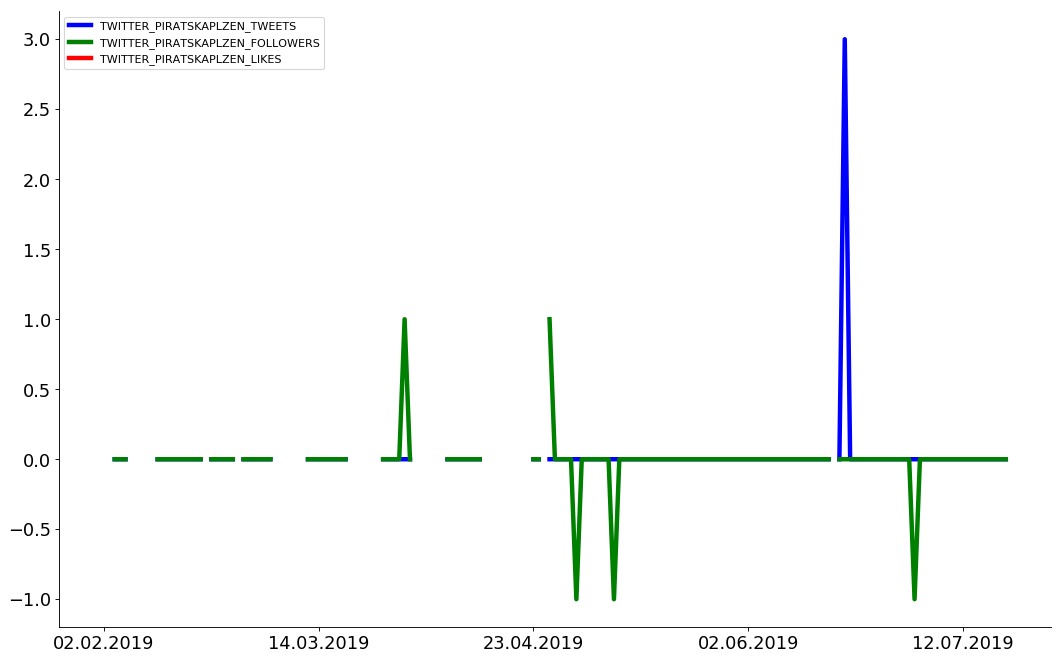 TWITTER_PIRATSKAPLZEN_TWEETS
TWITTER_PIRATSKAPLZEN_FOLLOWERS
TWITTER_PIRATSKAPLZEN_LIKES
3.0
2.5
2.0
1.5
1.0
0.5
0.0
−0.5
−1.0
02.02.2019 14.03.2019 23.04.2019 02.06.2019 12.07.2019